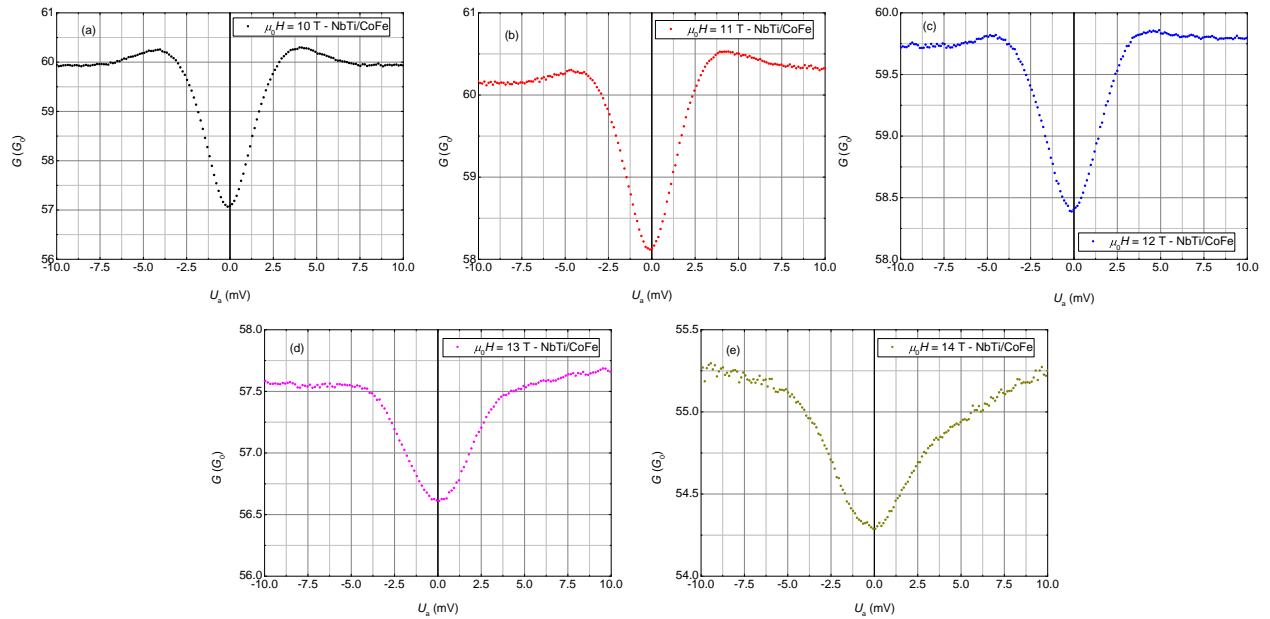 (a)
μ₀H = 10 T - NbTi/CoFe
61
60
59
58
57
56
G (G₀)
-10.0 -7.5 -5.0 -2.5 0.0 2.5 5.0 7.5 10.0
Uₐ (mV)
(b)
μ₀H = 11 T - NbTi/CoFe
61
60
59
58
G (G₀)
-10.0 -7.5 -5.0 -2.5 0.0 2.5 5.0 7.5 10.0
Uₐ (mV)
(c)
60.0
59.5
59.0
58.5
58.0
G (G₀)
μ₀H = 12 T - NbTi/CoFe
-10.0 -7.5 -5.0 -2.5 0.0 2.5 5.0 7.5 10.0
Uₐ (mV)
(d)
μ₀H = 13 T - NbTi/CoFe
58.0
57.5
57.0
56.5
56.0
G (G₀)
-10.0 -7.5 -5.0 -2.5 0.0 2.5 5.0 7.5 10.0
Uₐ (mV)
(e)
μ₀H = 14 T - NbTi/CoFe
55.5
55.0
54.5
54.0
G (G₀)
-10.0 -7.5 -5.0 -2.5 0.0 2.5 5.0 7.5 10.0
Uₐ (mV)